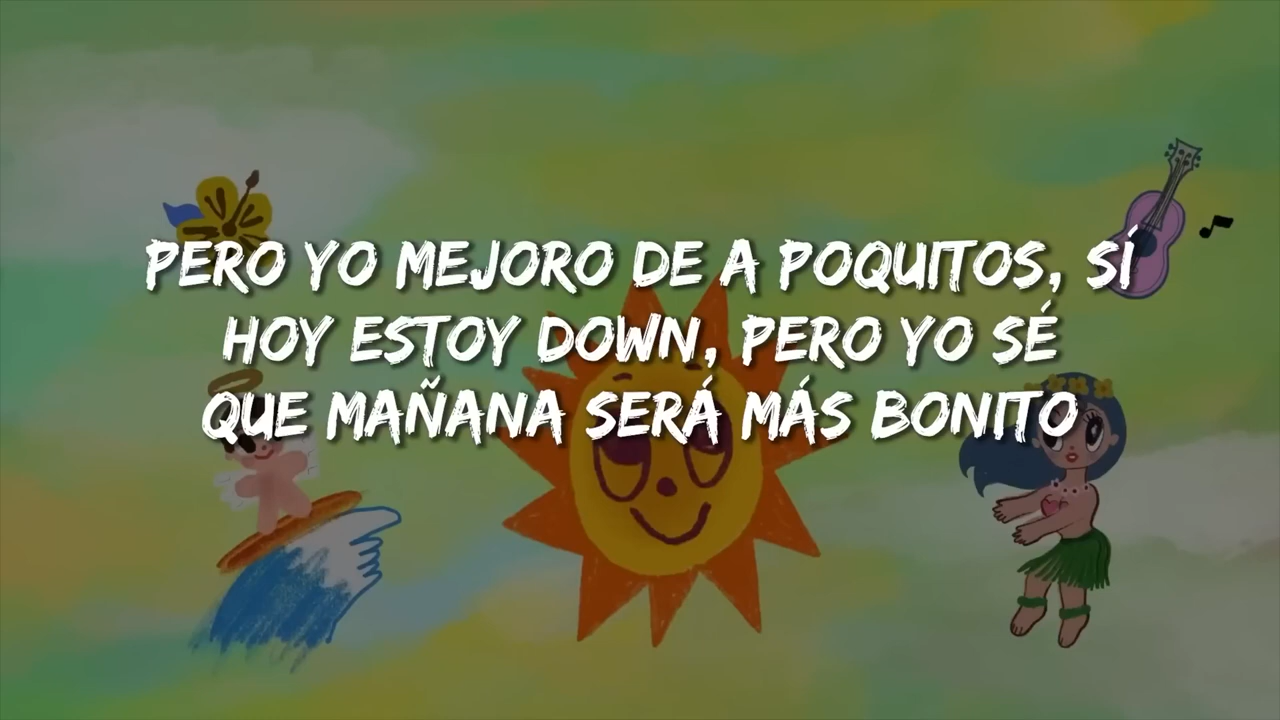 PERO YO MEJORO DE A POQUITOS, SÍ
HOY ESTOY DOWN, PERO YO SÉ
QUE MAÑANA SERÁ MÁS BONITO